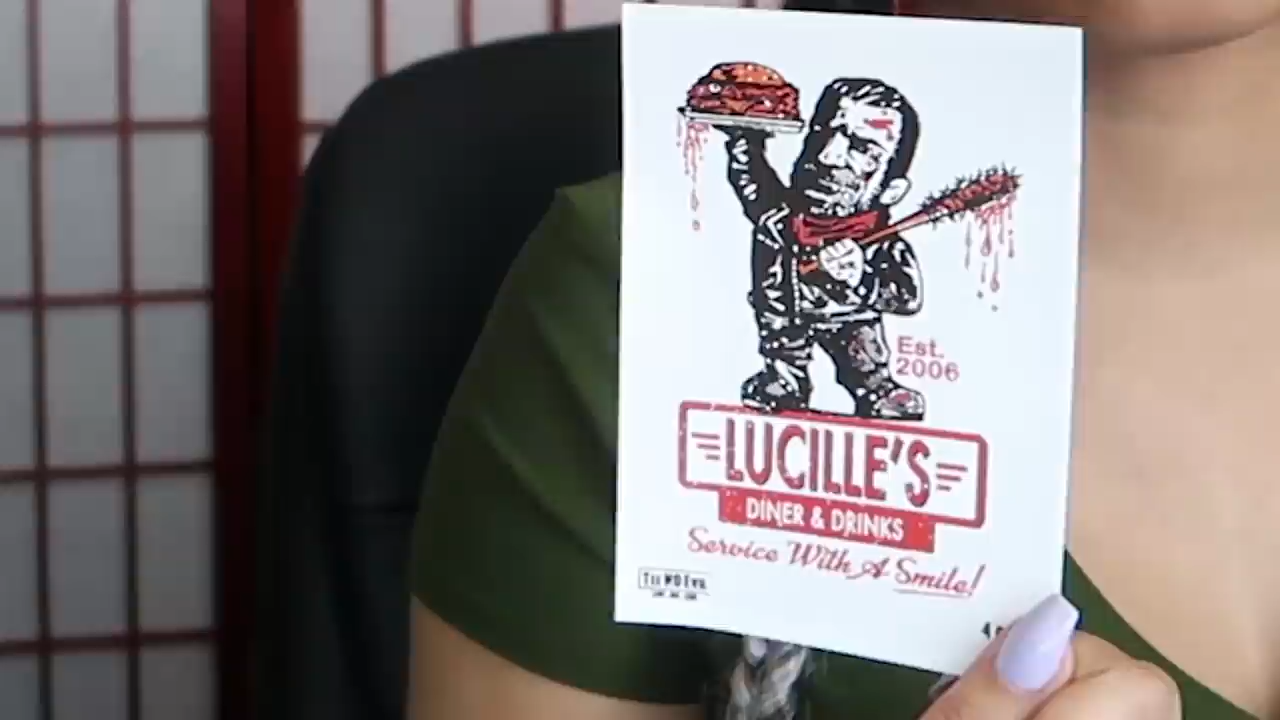 Est.
2006
LUCILLE'S
DINER & DRINKS
Service With A Smile!